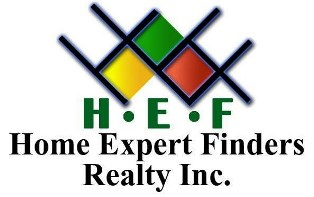 H • E • F
Home Expert Finders
Realty Inc.